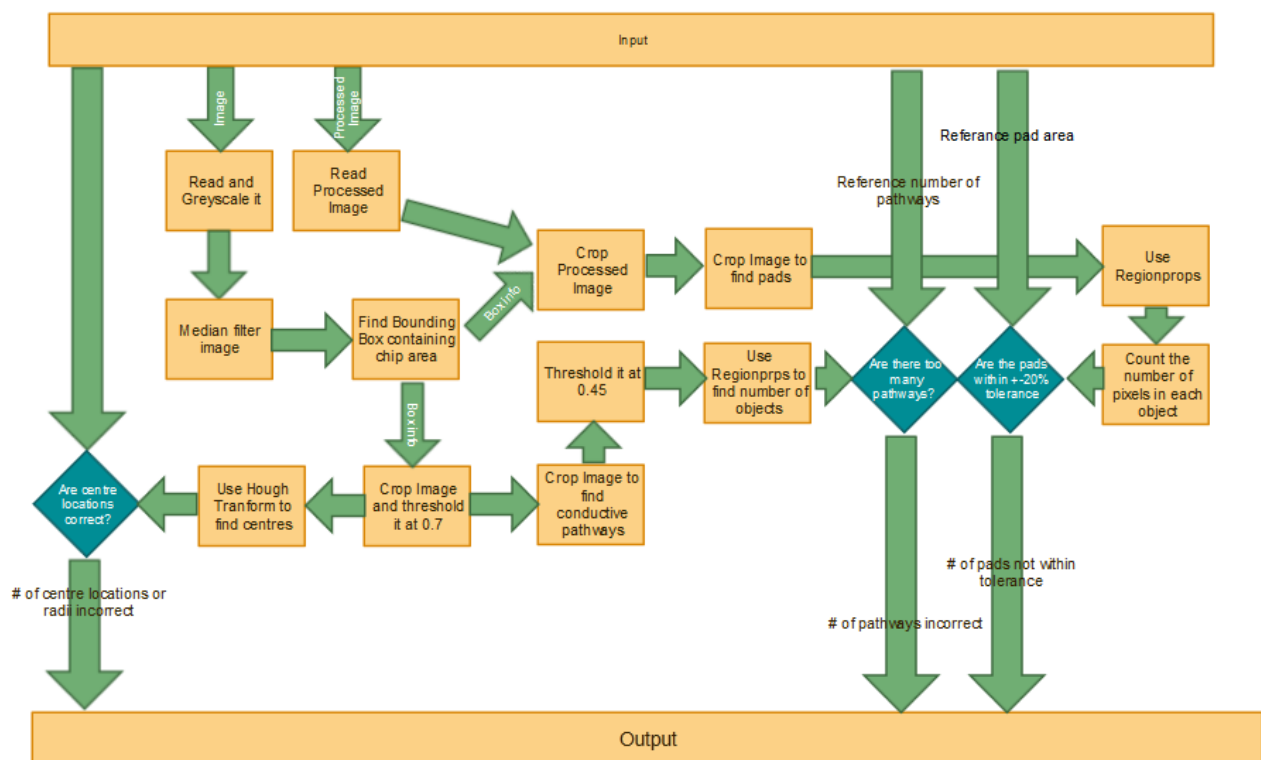 Input
Image
Processed
Image
Referance pad area
Read and
Greyscale it
Read
Processed
Image
Reference number of
pathways
Crop
Processed
Image
Crop Image to
find pads
Use
Regionprops
Box info
Median filter
image
Find Bounding
Box containing
chip area
Threshold it at
0.45
Use
Regionprps to
find number of
objects
Are there too
many
pathways?
Are the pads
within +-20%
tolerance
Count the
number of
pixels in each
object
Box info
Are centre
locations
correct?
Use Hough
Tranform to
find centres
Crop Image
and threshold
it at 0.7
Crop Image to
find
conductive
pathways
# of centre locations or
radii incorrect
# of pads not within
tolerance
# of pathways incorrect
Output